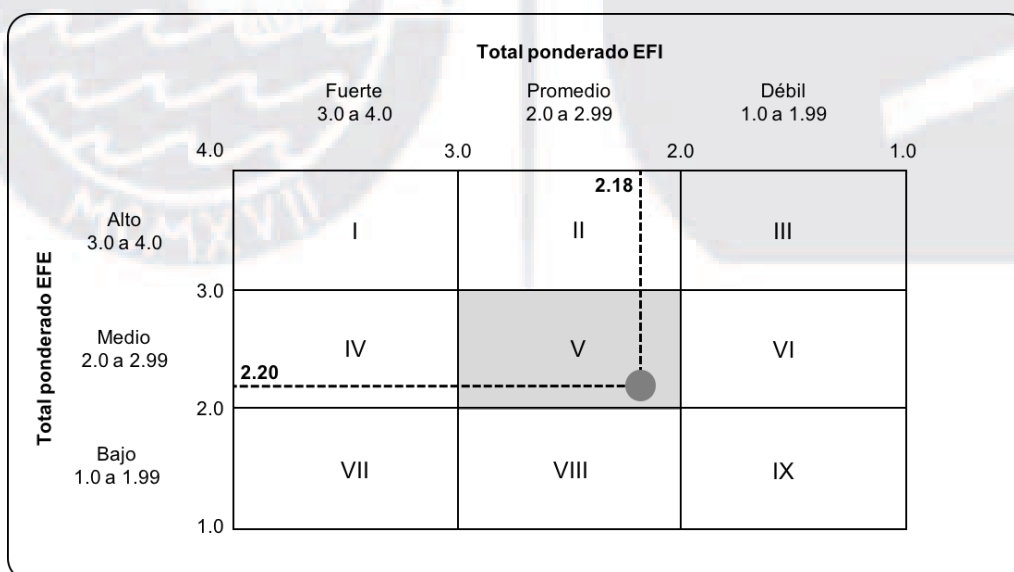 Total ponderado EFI
Fuerte
3.0 a 4.0
Promedio
2.0 a 2.99
Débil
1.0 a 1.99
4.0
3.0
2.0
1.0
Total ponderado EFE
Alto
3.0 a 4.0
I
II
2.18
III
3.0
Medio
2.0 a 2.99
IV
V
VI
2.20
2.0
Bajo
1.0 a 1.99
VII
VIII
IX
1.0
MCMXVII